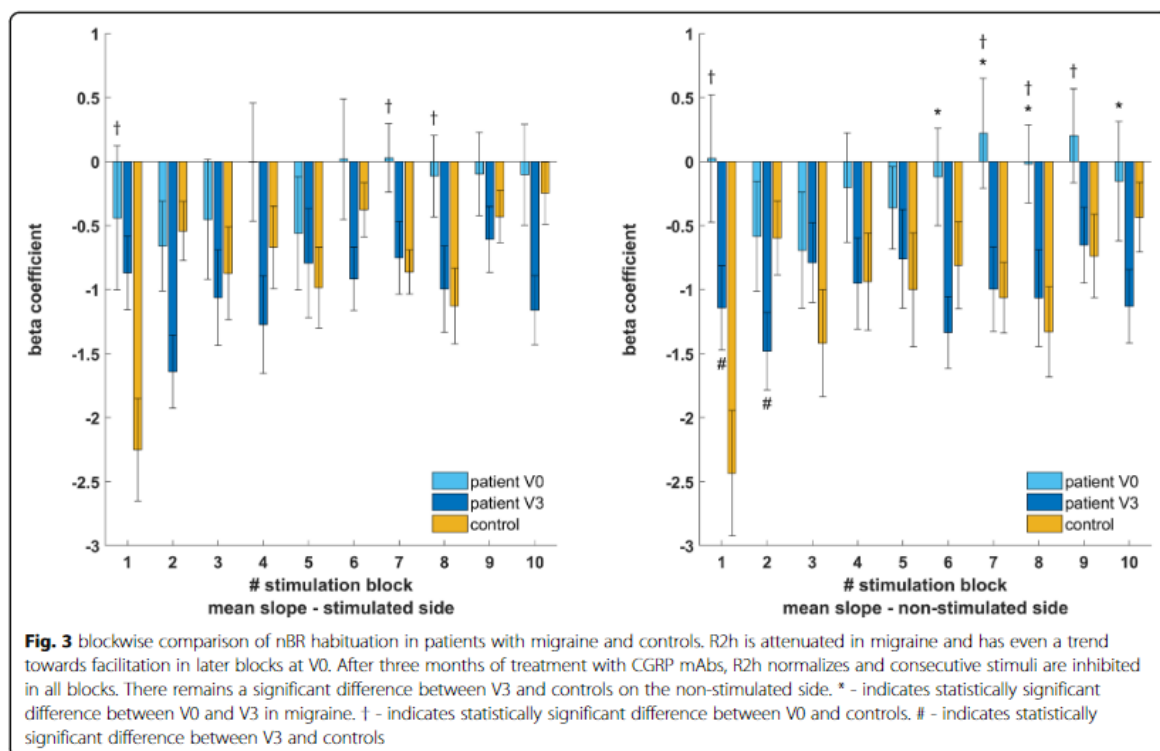 1
0.5
0
-0.5
-1
-1.5
-2
-2.5
-3
beta coefficient
† † †
patient V0
patient V3
control
1 2 3 4 5 6 7 8 9 10
# stimulation block
mean slope - stimulated side
1
0.5
0
-0.5
-1
-1.5
-2
-2.5
-3
beta coefficient
† * † * † * † *
# #
patient V0
patient V3
control
1 2 3 4 5 6 7 8 9 10
# stimulation block
mean slope - non-stimulated side
Fig. 3 blockwise comparison of nBR habituation in patients with migraine and controls. R2h is attenuated in migraine and has even a trend
towards facilitation in later blocks at V0. After three months of treatment with CGRP mAbs, R2h normalizes and consecutive stimuli are inhibited
in all blocks. There remains a significant difference between V3 and controls on the non-stimulated side. * - indicates statistically significant
difference between V0 and V3 in migraine. † - indicates statistically significant difference between V0 and controls. # - indicates statistically
significant difference between V3 and controls